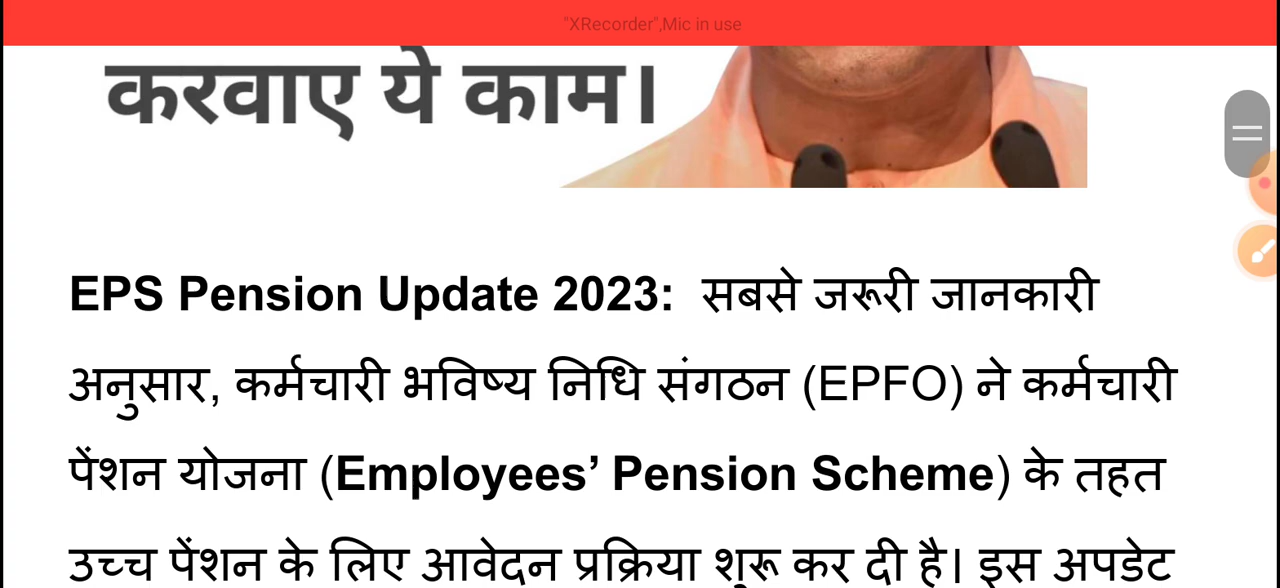 "XRecorder",Mic in use
करवाए ये काम।
EPS Pension Update 2023: सबसे जरूरी जानकारी
अनुसार, कर्मचारी भविष्य निधि संगठन (EPFO) ने कर्मचारी
पेंशन योजना (Employees’ Pension Scheme) के तहत
उच्च पेंशन के लिए आवेदन प्रक्रिया शुरू कर दी है। इस अपडेट